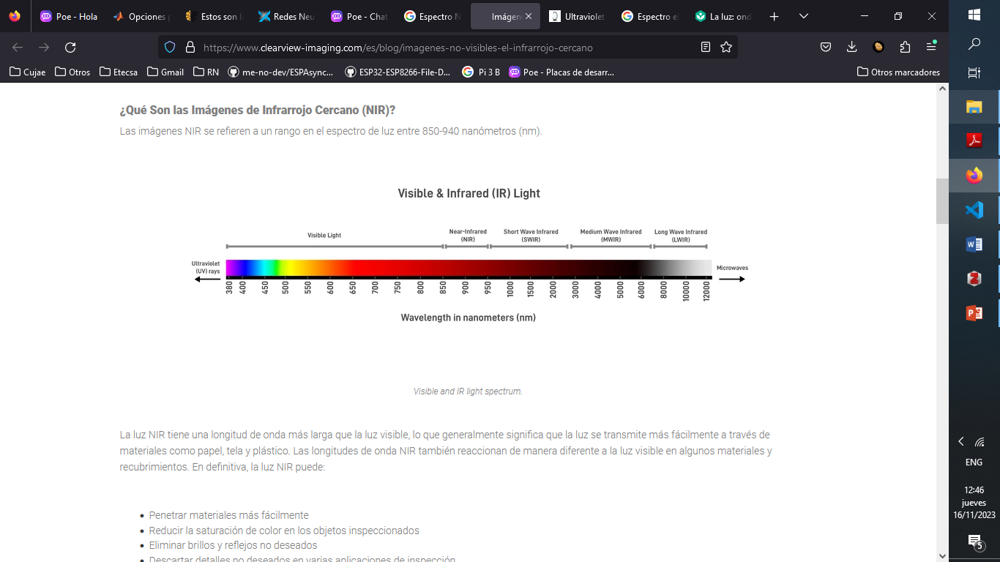 Poe - Hola
Opciones
Estos son l
Redes Neu
Poe - Chat
Espectro N
Imágen
Ultraviolet
Espectro el
La luz: ond
https://www.clearview-imaging.com/es/blog/imagenes-no-visibles-el-infrarrojo-cercano
Cujae
Otros
Etecsa
Gmail
RN
me-no-dev/ESPAsync...
ESP32-ESP8266-File-D...
Pi 3 B
Poe - Placas de desarr...
Otros marcadores
¿Qué Son las Imágenes de Infrarrojo Cercano (NIR)?
Las imágenes NIR se refieren a un rango en el espectro de luz entre 850-940 nanómetros (nm).
Visible & Infrared (IR) Light
Visible Light
Near-Infrared
(NIR)
Short Wave Infrared
(SWIR)
Medium Wave Infrared
(MWIR)
Long Wave Infrared
(LWIR)
Ultraviolet
(UV) rays
Microwaves
380 400 450 500 550 600 650 700 750 800 850 900 950 1000 1500 2000 3000 4000 5000 6000 8000 10000 12000
Wavelength in nanometers (nm)
Visible and IR light spectrum.
La luz NIR tiene una longitud de onda más larga que la luz visible, lo que generalmente significa que la luz se transmite más fácilmente a través de
materiales como papel, tela y plástico. Las longitudes de onda NIR también reaccionan de manera diferente a la luz visible en algunos materiales y
recubrimientos. En definitiva, la luz NIR puede:
Penetrar materiales más fácilmente
Reducir la saturación de color en los objetos inspeccionados
Eliminar brillos y reflejos no deseados
Descartar detalles no deseados en varias aplicaciones de inspección
ENG
12:46
jueves
16/11/2023
5